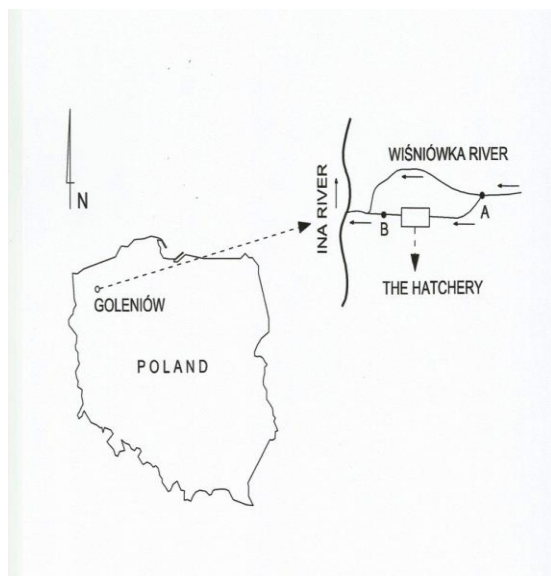 N
WIŚNIÓWKA RIVER
INA RIVER
A
B
THE HATCHERY
GOLENIÓW
POLAND